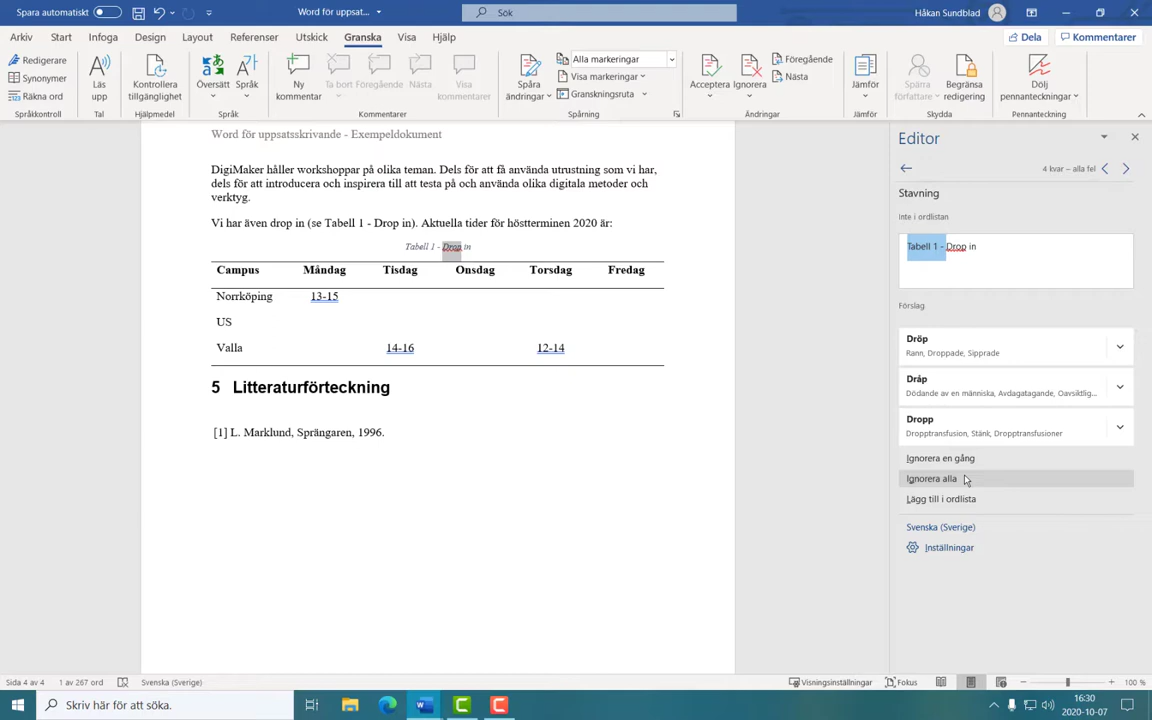 Spara automatiskt
Word för uppsat...
Sök
Håkan Sundblad
Arkiv Start Infoga Design Layout Referenser Utskick Granska Visa Hjälp
Dela Kommentarer
Redigerare
Synonymer
Räkna ord
Språkkontroll
Läs upp
Tal
Kontrollera tillgänglighet
Hjälpmedel
Översätt Språk
Språk
Ny kommentar
Ta bort Föregående Nästa
Visa kommentarer
Kommentarer
Spåra ändringar
Alla markeringar
Visa markeringar
Granskningsruta
Spårning
Acceptera Ignorera
Föregående
Nästa
Ändringar
Jämför
Jämför
Spärra författare
Begränsa redigering
Skydda
Dölj pennanteckningar
Pennanteckning
Word för uppsatsskrivande - Exempeldokument
DigiMaker håller workshoppar på olika teman. Dels för att få använda utrustning som vi har,
dels för att introducera och inspirera till att testa på och använda olika digitala metoder och
verktyg.
Vi har även drop in (se Tabell 1 - Drop in). Aktuella tider för höstterminen 2020 är:
Tabell 1 - Drop in
Campus Måndag Tisdag Onsdag Torsdag Fredag
Norrköping 13-15
US
Valla 14-16 12-14
5 Litteraturförteckning
[1] L. Marklund, Sprängaren, 1996.
Editor
4 kvar – alla fel
Stavning
Inte i ordlistan
Tabell 1 - Drop in
Förslag
Dröp
Rann, Droppade, Sipprade
Dråp
Dödande av en människa, Avdagatagande, Oavsiktlig...
Dropp
Dropptransfusion, Stänk, Dropptransfusioner
Ignorera en gång
Ignorera alla
Lägg till i ordlista
Svenska (Sverige)
Inställningar
Sida 4 av 4 1 av 267 ord Svenska (Sverige)
Visningsinställningar Fokus 100 %
Skriv här för att söka.
16:30
2020-10-07